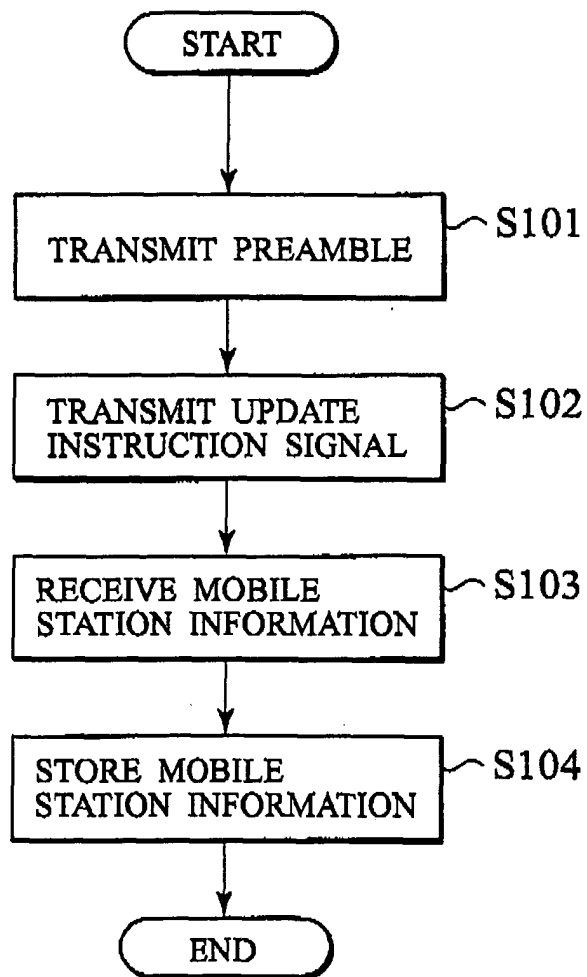 START
TRANSMIT PREAMBLE
S101
TRANSMIT UPDATE
INSTRUCTION SIGNAL
S102
RECEIVE MOBILE
STATION INFORMATION
S103
STORE MOBILE
STATION INFORMATION
S104
END